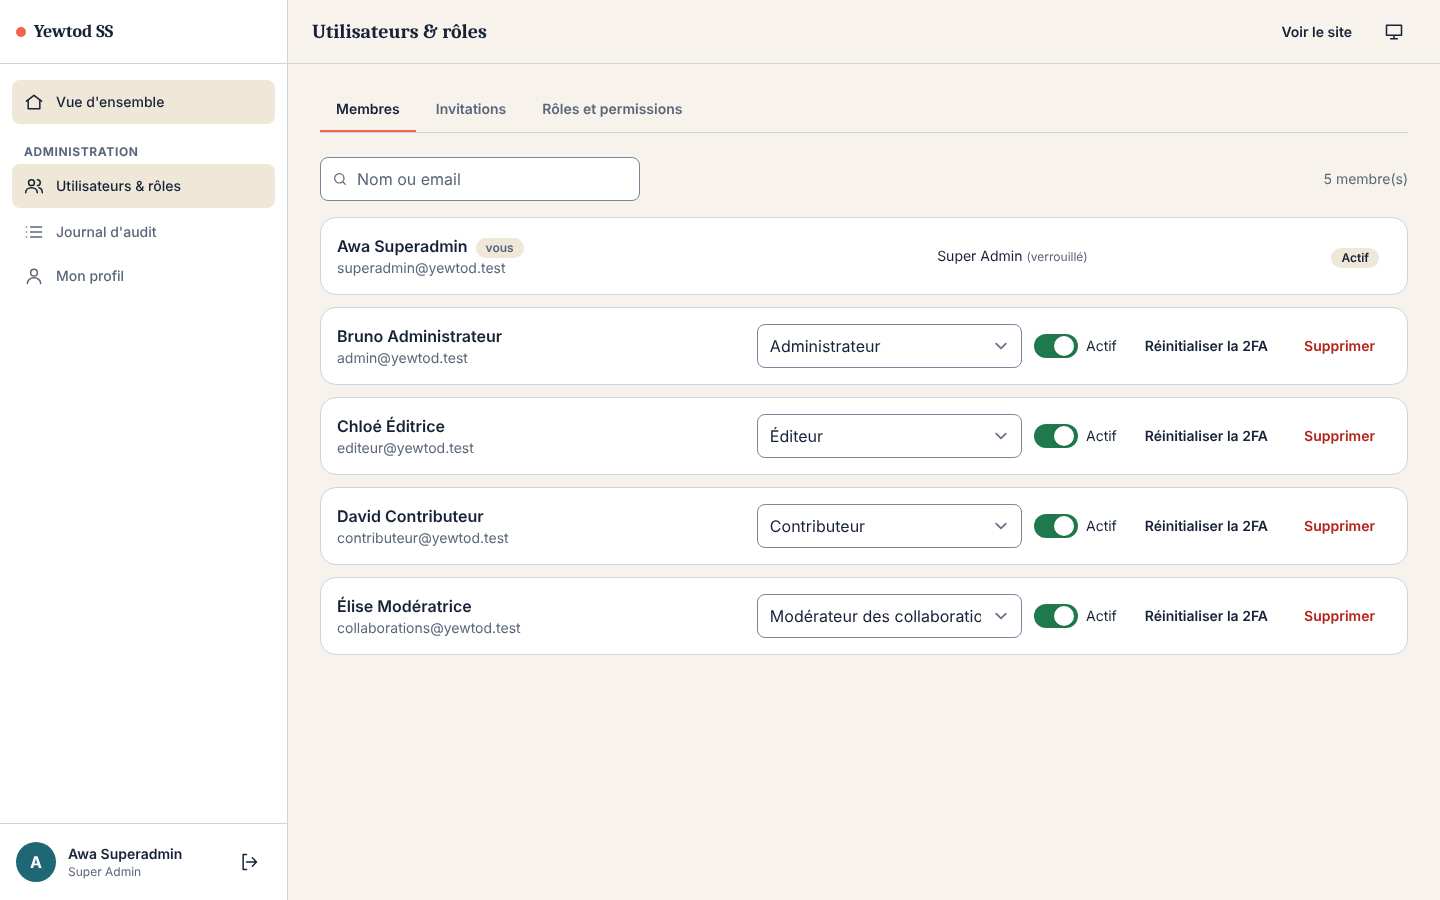 Yewtod SS
Utilisateurs & rôles
Voir le site
Vue d'ensemble
ADMINISTRATION
Utilisateurs & rôles
Journal d'audit
Mon profil
Membres
Invitations
Rôles et permissions
Nom ou email
5 membre(s)
Awa Superadmin vous
superadmin@yewtod.test
Super Admin (verrouillé)
Actif
Bruno Administrateur
admin@yewtod.test
Administrateur
Actif
Réinitialiser la 2FA
Supprimer
Chloé Éditrice
editeur@yewtod.test
Éditeur
Actif
Réinitialiser la 2FA
Supprimer
David Contributeur
contributeur@yewtod.test
Contributeur
Actif
Réinitialiser la 2FA
Supprimer
Élise Modératrice
collaborations@yewtod.test
Modérateur des collaboratio
Actif
Réinitialiser la 2FA
Supprimer
A
Awa Superadmin
Super Admin